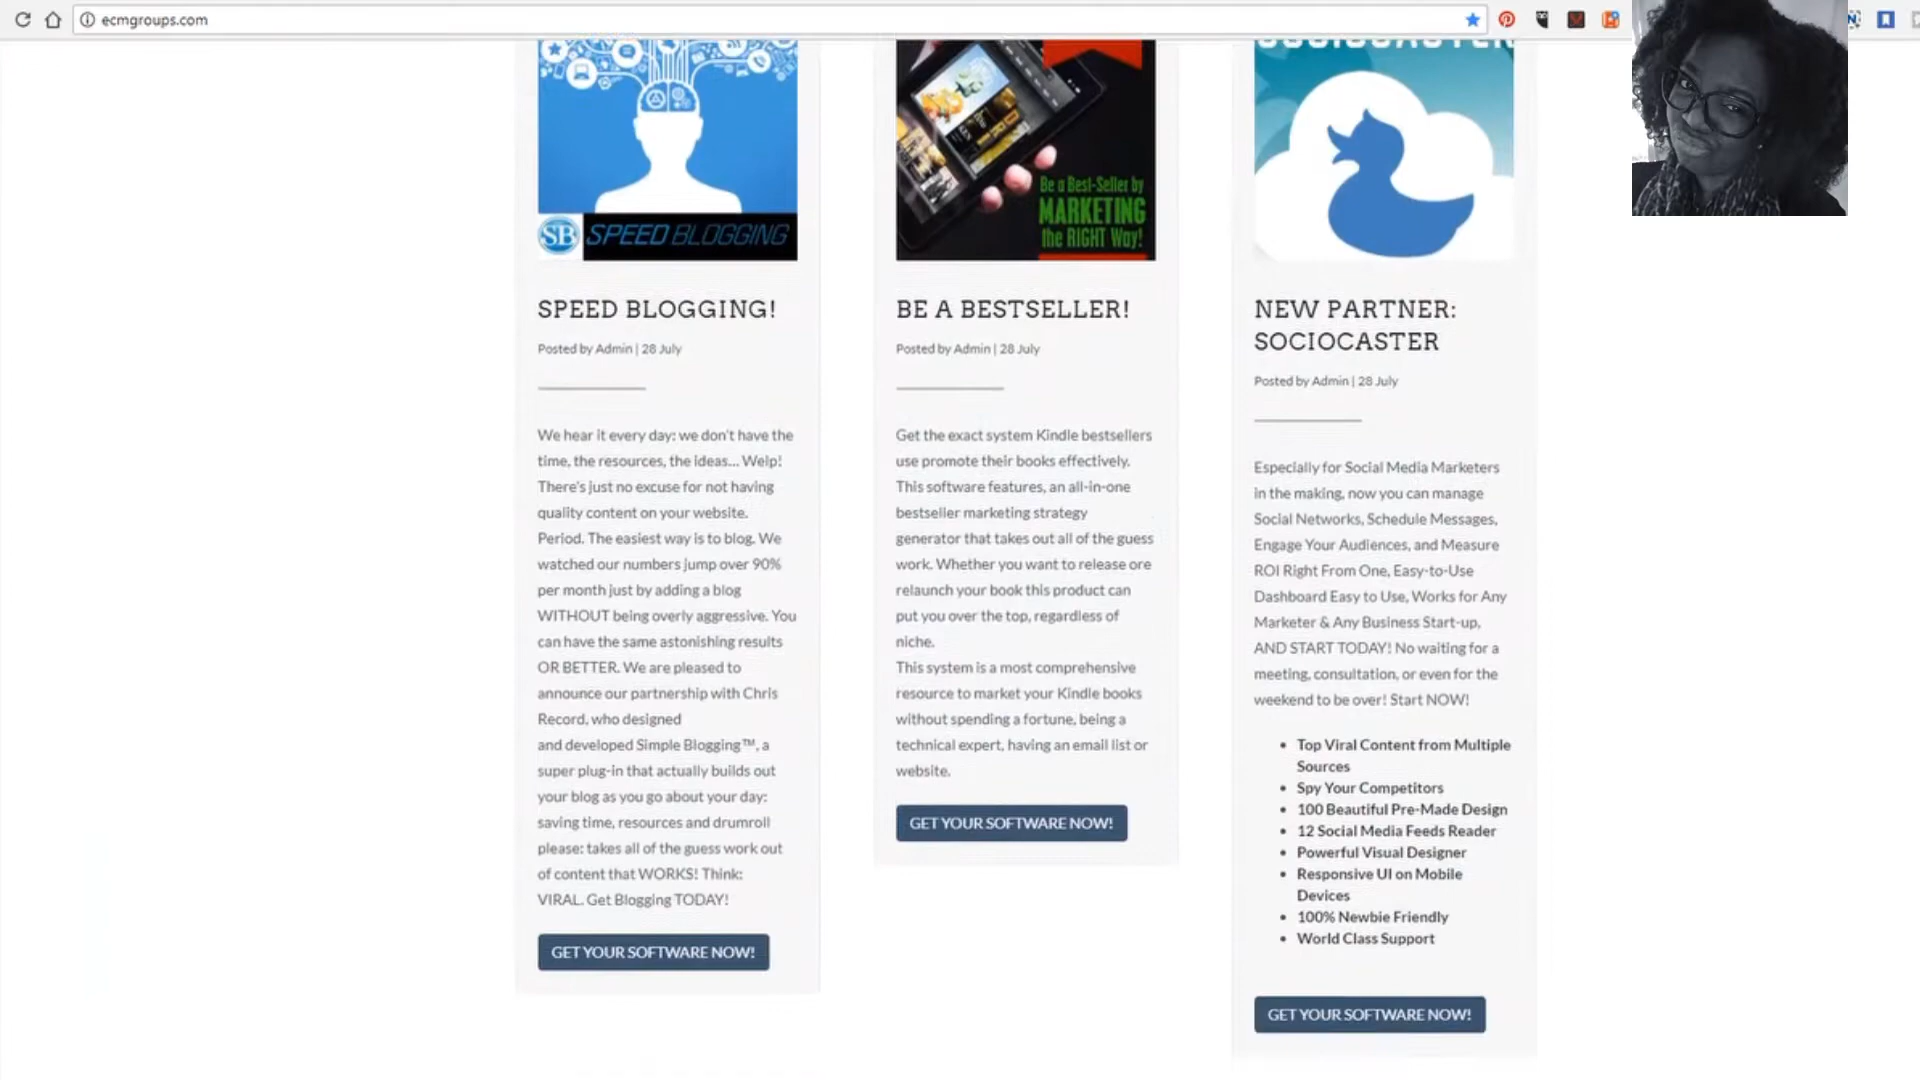 ecmgroups.com
SB SPEED BLOGGING
SPEED BLOGGING!
Posted by Admin | 28 July
We hear it every day: we don't have the
time, the resources, the ideas... Welp!
There's just no excuse for not having
quality content on your website.
Period. The easiest way is to blog. We
watched our numbers jump over 90%
per month just by adding a blog
WITHOUT being overly aggressive. You
can have the same astonishing results
OR BETTER. We are pleased to
announce our partnership with Chris
Record, who designed
and developed Simple Blogging™, a
super plug-in that actually builds out
your blog as you go about your day:
saving time, resources and drumroll
please: takes all of the guess work out
of content that WORKS! Think:
VIRAL. Get Blogging TODAY!
GET YOUR SOFTWARE NOW!
Be a Best-Seller by
MARKETING
the RIGHT Way!
BE A BESTSELLER!
Posted by Admin | 28 July
Get the exact system Kindle bestsellers
use promote their books effectively.
This software features, an all-in-one
bestseller marketing strategy
generator that takes out all of the guess
work. Whether you want to release ore
relaunch your book this product can
put you over the top, regardless of
niche.
This system is a most comprehensive
resource to market your Kindle books
without spending a fortune, being a
technical expert, having an email list or
website.
GET YOUR SOFTWARE NOW!
SOCIOCASTER
NEW PARTNER:
SOCIOCASTER
Posted by Admin | 28 July
Especially for Social Media Marketers
in the making, now you can manage
Social Networks, Schedule Messages,
Engage Your Audiences, and Measure
ROI Right From One, Easy-to-Use
Dashboard Easy to Use, Works for Any
Marketer & Any Business Start-up,
AND START TODAY! No waiting for a
meeting, consultation, or even for the
weekend to be over! Start NOW!
• Top Viral Content from Multiple
Sources
• Spy Your Competitors
• 100 Beautiful Pre-Made Design
• 12 Social Media Feeds Reader
• Powerful Visual Designer
• Responsive UI on Mobile
Devices
• 100% Newbie Friendly
• World Class Support
GET YOUR SOFTWARE NOW!